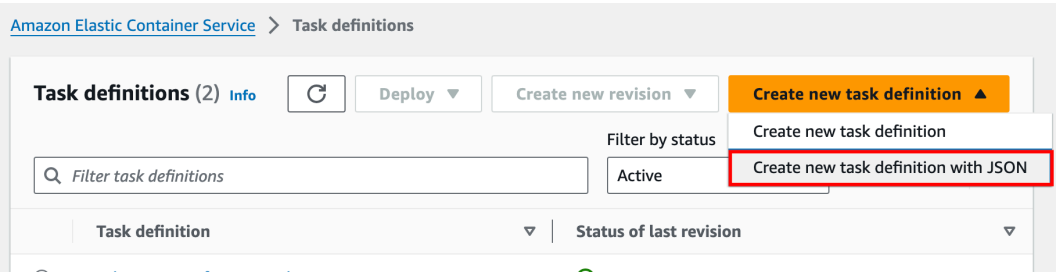 Amazon Elastic Container Service > Task definitions
Task definitions (2) Info Deploy Create new revision Create new task definition
Create new task definition
Filter by status
Create new task definition with JSON
Filter task definitions Active
Task definition Status of last revision